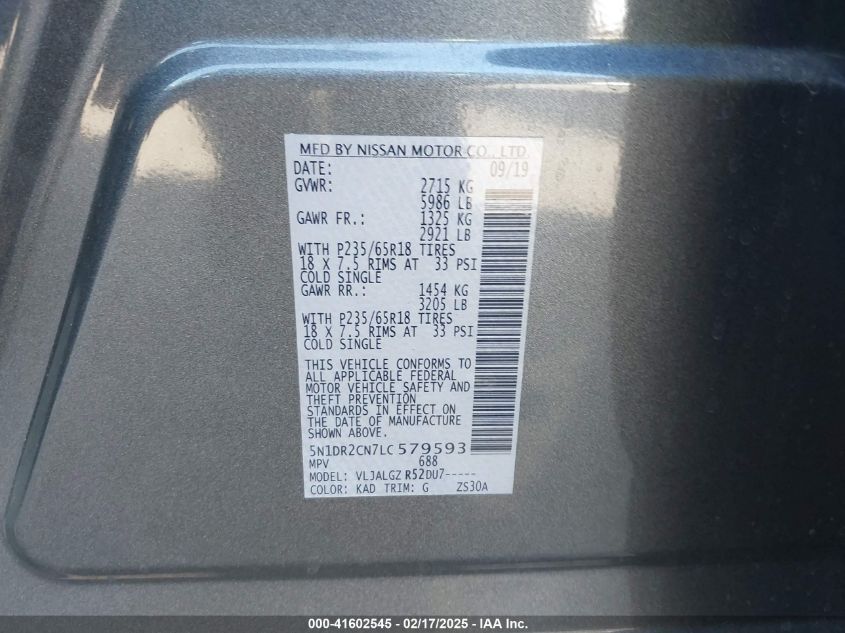 MFD BY NISSAN MOTOR CO., LTD.
DATE: 09/19
GVWR: 2715 KG
5986 LB
GAWR FR.: 1325 KG
2921 LB
WITH P235/65R18 TIRES
18 X 7.5 RIMS AT 33 PSI
COLD SINGLE
GAWR RR.: 1454 KG
3205 LB
WITH P235/65R18 TIRES
18 X 7.5 RIMS AT 33 PSI
COLD SINGLE
THIS VEHICLE CONFORMS TO
ALL APPLICABLE FEDERAL
MOTOR VEHICLE SAFETY AND
THEFT PREVENTION
STANDARDS IN EFFECT ON
THE DATE OF MANUFACTURE
SHOWN ABOVE.
5N1DR2CN7LC579593
MPV 688
MODEL: VLJALGZ R52DU7-----
COLOR: KAD TRIM: G ZS30A
000-41602545 - 02/17/2025 - IAA Inc.